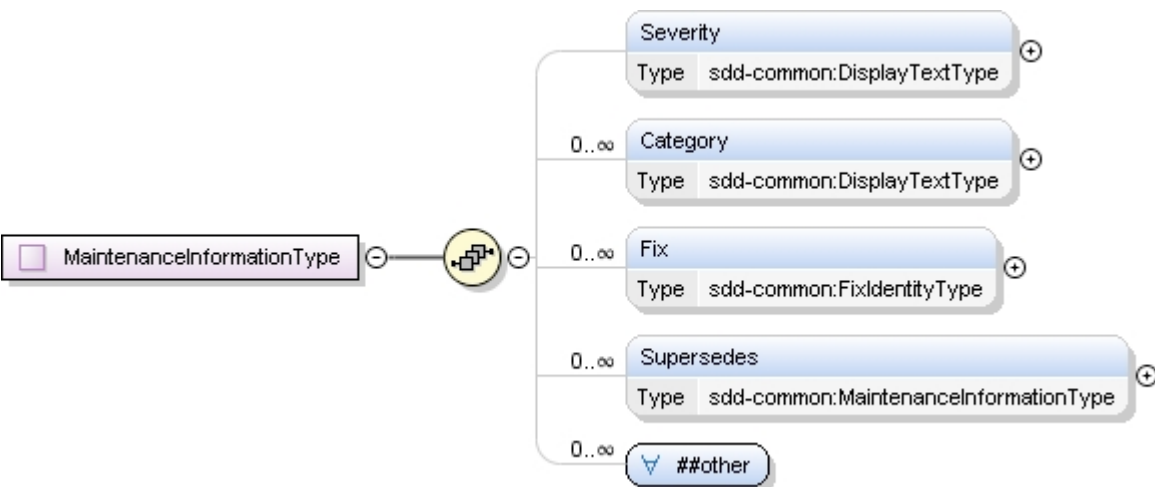 Severity
Type sdd-common:DisplayTextType
0..∞ Category
Type sdd-common:DisplayTextType
MaintenanceInformationType
0..∞ Fix
Type sdd-common:FixIdentityType
0..∞ Supersedes
Type sdd-common:MaintenanceInformationType
0..∞ ∀ ##other